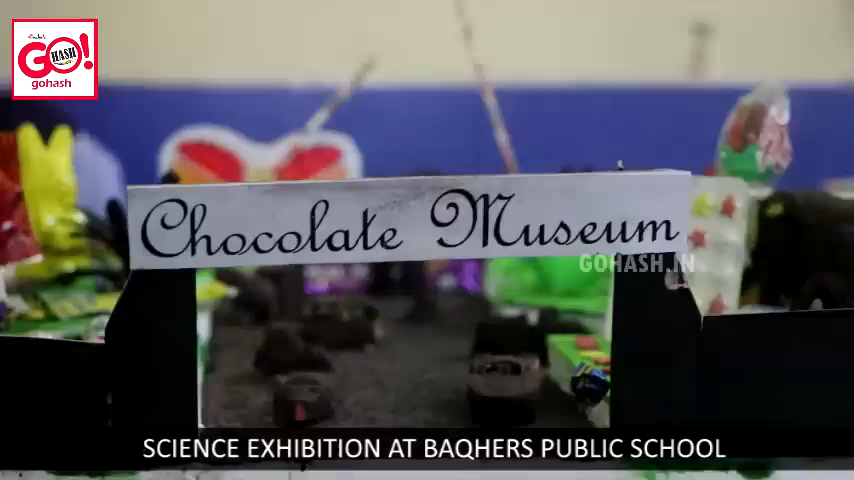 GO!
HASH
gohash
Chocolate Museum
GOHASH.IN
SCIENCE EXHIBITION AT BAQHERS PUBLIC SCHOOL